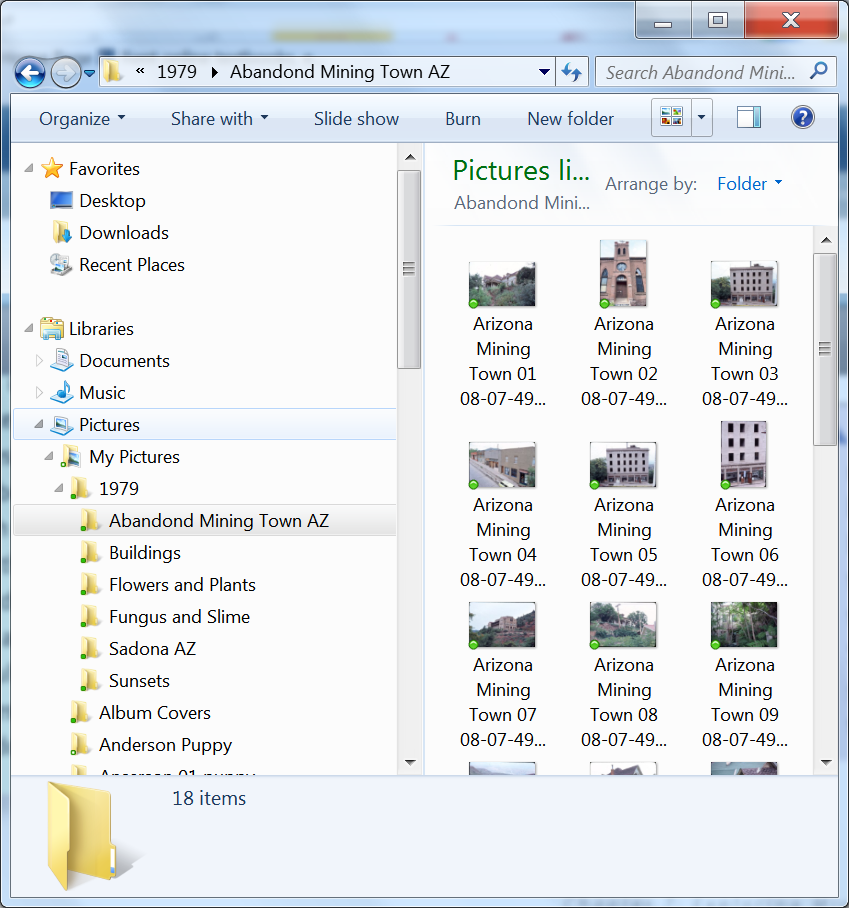 « 1979 Abandond Mining Town AZ
Search Abandond Mini...
Organize Share with Slide show Burn New folder
Favorites
Desktop
Downloads
Recent Places
Libraries
Documents
Music
Pictures
My Pictures
1979
Abandond Mining Town AZ
Buildings
Flowers and Plants
Fungus and Slime
Sadona AZ
Sunsets
Album Covers
Anderson Puppy
Pictures li...
Abandond Mini...
Arrange by: Folder
Arizona
Mining
Town 01
08-07-49...
Arizona
Mining
Town 02
08-07-49...
Arizona
Mining
Town 03
08-07-49...
Arizona
Mining
Town 04
08-07-49...
Arizona
Mining
Town 05
08-07-49...
Arizona
Mining
Town 06
08-07-49...
Arizona
Mining
Town 07
08-07-49...
Arizona
Mining
Town 08
08-07-49...
Arizona
Mining
Town 09
08-07-49...
18 items